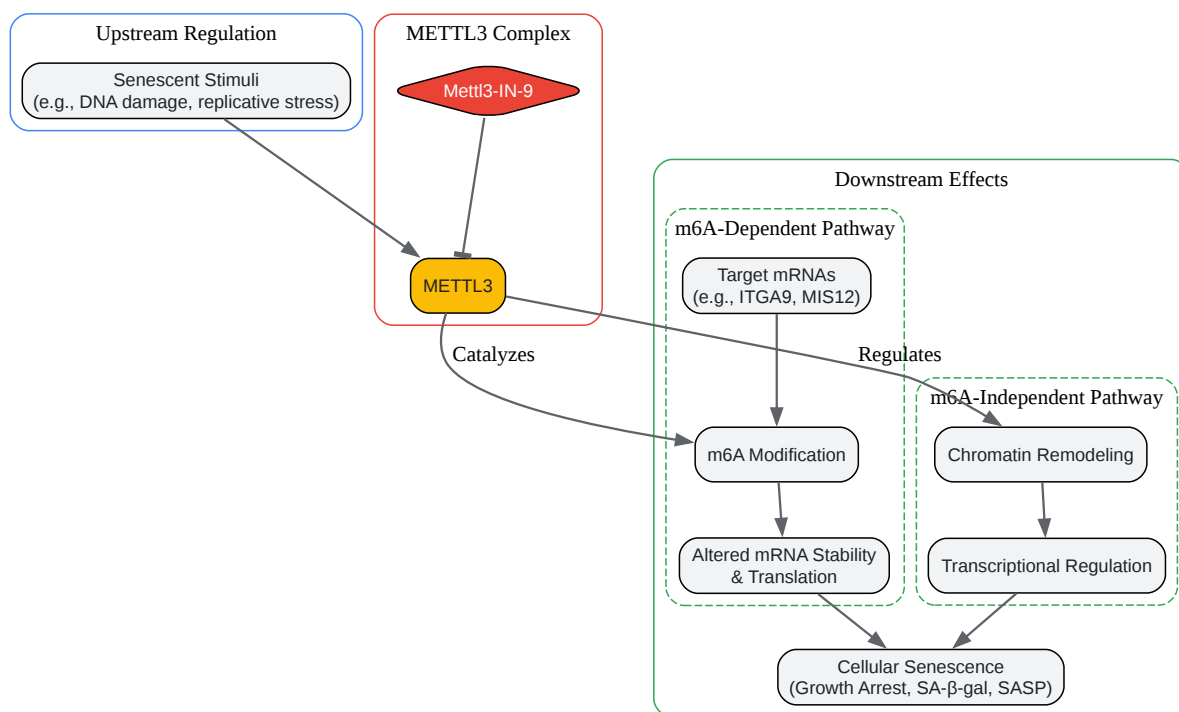 Upstream Regulation
Senescent Stimuli
(e.g., DNA damage, replicative stress)
METTL3 Complex
Mettl3-IN-9
METTL3
Catalyzes
Regulates
Downstream Effects
m6A-Dependent Pathway
Target mRNAs
(e.g., ITGA9, MIS12)
m6A Modification
Altered mRNA Stability
& Translation
m6A-Independent Pathway
Chromatin Remodeling
Transcriptional Regulation
Cellular Senescence
(Growth Arrest, SA-β-gal, SASP)